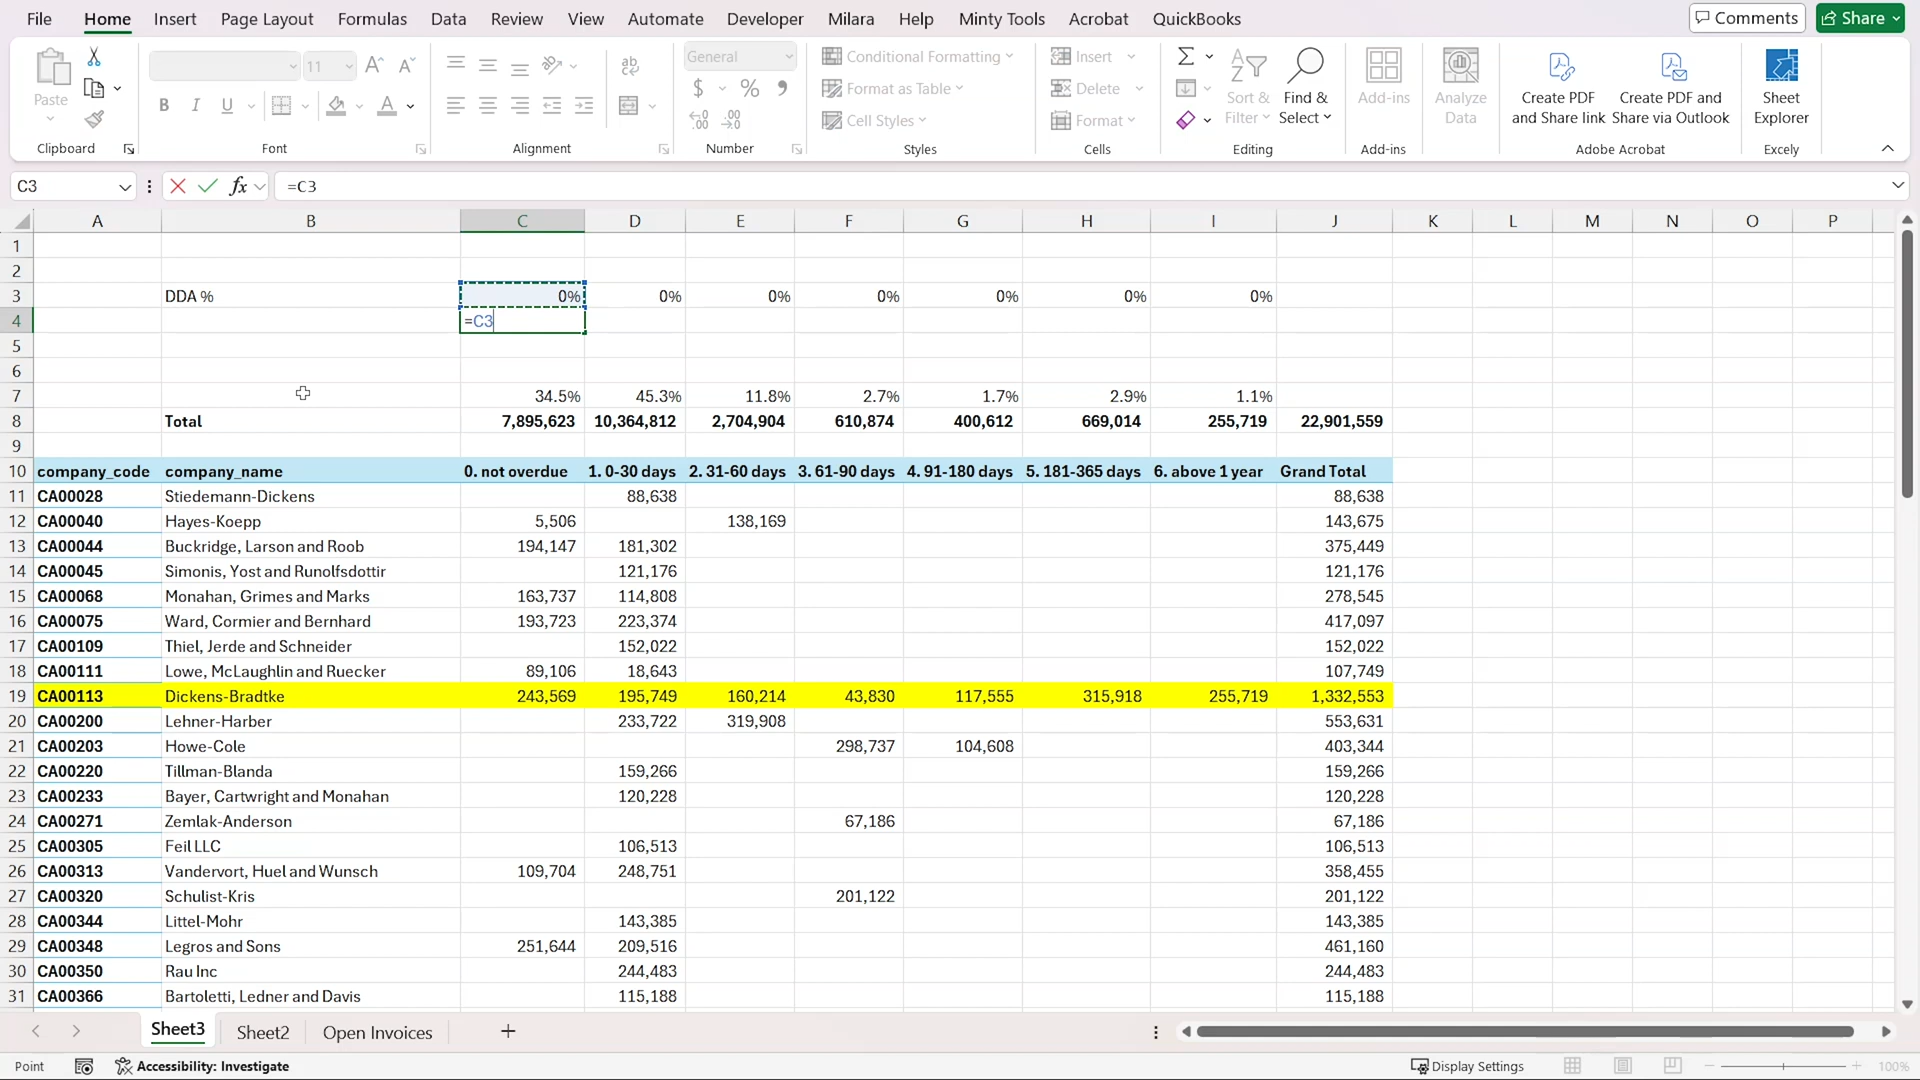 File Home Insert Page Layout Formulas Data Review View Automate Developer Milara Help Minty Tools Acrobat QuickBooks Comments Share
Paste
Clipboard
11
B I U A
Font
ab
Alignment
General
$ % 9
.00
Number
Conditional Formatting
Format as Table
Cell Styles
Styles
Insert
Delete
Format
Cells
Sort & Filter
Find & Select
Editing
Add-ins
Add-ins
Analyze Data
Create PDF and Share link
Create PDF and Share via Outlook
Adobe Acrobat
Sheet Explorer
Excely
C3 fx =C3
A B C D E F G H I J K L M N O P
1
2
3 DDA % 0% 0% 0% 0% 0% 0% 0%
4 =C3
5
6
7 34.5% 45.3% 11.8% 2.7% 1.7% 2.9% 1.1%
8 Total 7,895,623 10,364,812 2,704,904 610,874 400,612 669,014 255,719 22,901,559
9
10 company_code company_name 0. not overdue 1. 0-30 days 2. 31-60 days 3. 61-90 days 4. 91-180 days 5. 181-365 days 6. above 1 year Grand Total
11 CA00028 Stiedemann-Dickens 88,638 88,638
12 CA00040 Hayes-Koepp 5,506 138,169 143,675
13 CA00044 Buckridge, Larson and Roob 194,147 181,302 375,449
14 CA00045 Simonis, Yost and Runolfsdottir 121,176 121,176
15 CA00068 Monahan, Grimes and Marks 163,737 114,808 278,545
16 CA00075 Ward, Cormier and Bernhard 193,723 223,374 417,097
17 CA00109 Thiel, Jerde and Schneider 152,022 152,022
18 CA00111 Lowe, McLaughlin and Ruecker 89,106 18,643 107,749
19 CA00113 Dickens-Bradtke 243,569 195,749 160,214 43,830 117,555 315,918 255,719 1,332,553
20 CA00200 Lehner-Harber 233,722 319,908 553,631
21 CA00203 Howe-Cole 298,737 104,608 403,344
22 CA00220 Tillman-Blanda 159,266 159,266
23 CA00233 Bayer, Cartwright and Monahan 120,228 120,228
24 CA00271 Zemlak-Anderson 67,186 67,186
25 CA00305 Feil LLC 106,513 106,513
26 CA00313 Vandervort, Huel and Wunsch 109,704 248,751 358,455
27 CA00320 Schulist-Kris 201,122 201,122
28 CA00344 Littel-Mohr 143,385 143,385
29 CA00348 Legros and Sons 251,644 209,516 461,160
30 CA00350 Rau Inc 244,483 244,483
31 CA00366 Bartoletti, Ledner and Davis 115,188 115,188
Sheet3 Sheet2 Open Invoices
Point Accessibility: Investigate Display Settings 100%